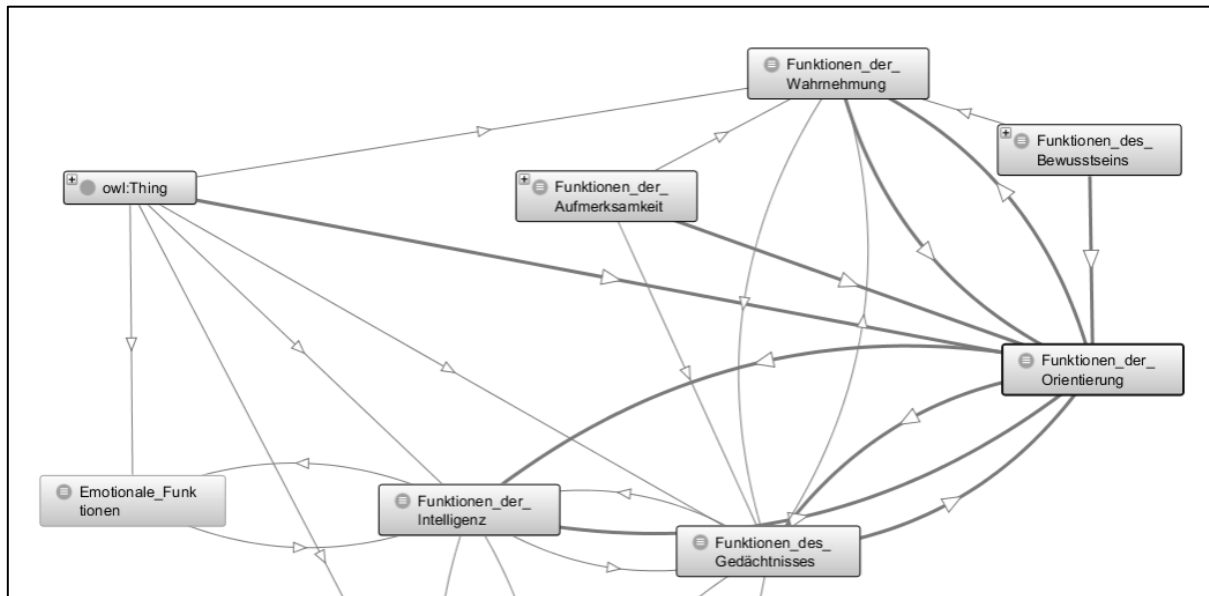 Funktionen_der_
Wahrnehmung
Funktionen_des_
Bewusstseins
owl:Thing
Funktionen_der_
Aufmerksamkeit
Funktionen_der_
Orientierung
Emotionale_Funk
tionen
Funktionen_der_
Intelligenz
Funktionen_des_
Gedächtnisses